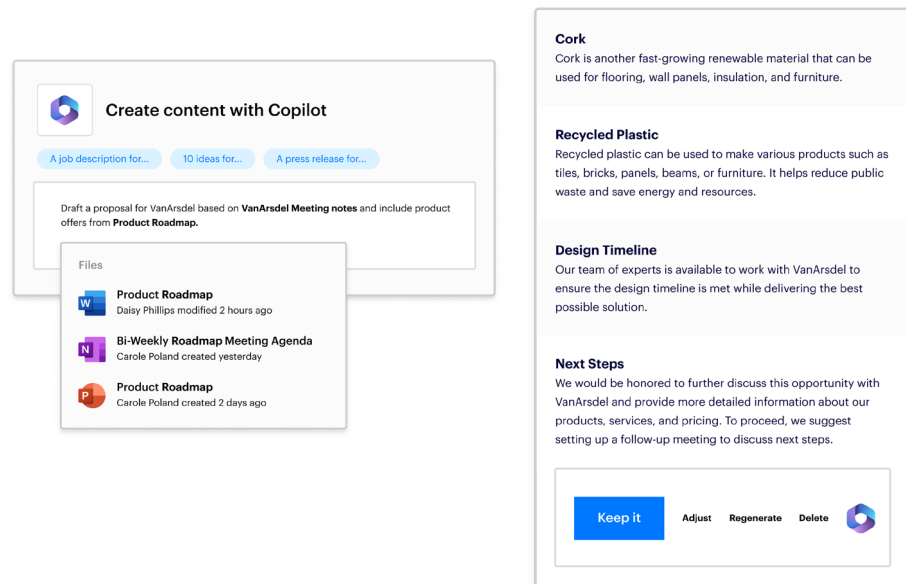 Create content with Copilot
A job description for...
10 ideas for...
A press release for...
Draft a proposal for VanArsdel based on VanArsdel Meeting notes and include product
offers from Product Roadmap.
Files
W
Product Roadmap
Daisy Phillips modified 2 hours ago
N
Bi-Weekly Roadmap Meeting Agenda
Carole Poland created yesterday
P
Product Roadmap
Carole Poland created 2 days ago
Cork
Cork is another fast-growing renewable material that can be
used for flooring, wall panels, insulation, and furniture.
Recycled Plastic
Recycled plastic can be used to make various products such as
tiles, bricks, panels, beams, or furniture. It helps reduce public
waste and save energy and resources.
Design Timeline
Our team of experts is available to work with VanArsdel to
ensure the design timeline is met while delivering the best
possible solution.
Next Steps
We would be honored to further discuss this opportunity with
VanArsdel and provide more detailed information about our
products, services, and pricing. To proceed, we suggest
setting up a follow-up meeting to discuss next steps.
Keep it
Adjust
Regenerate
Delete